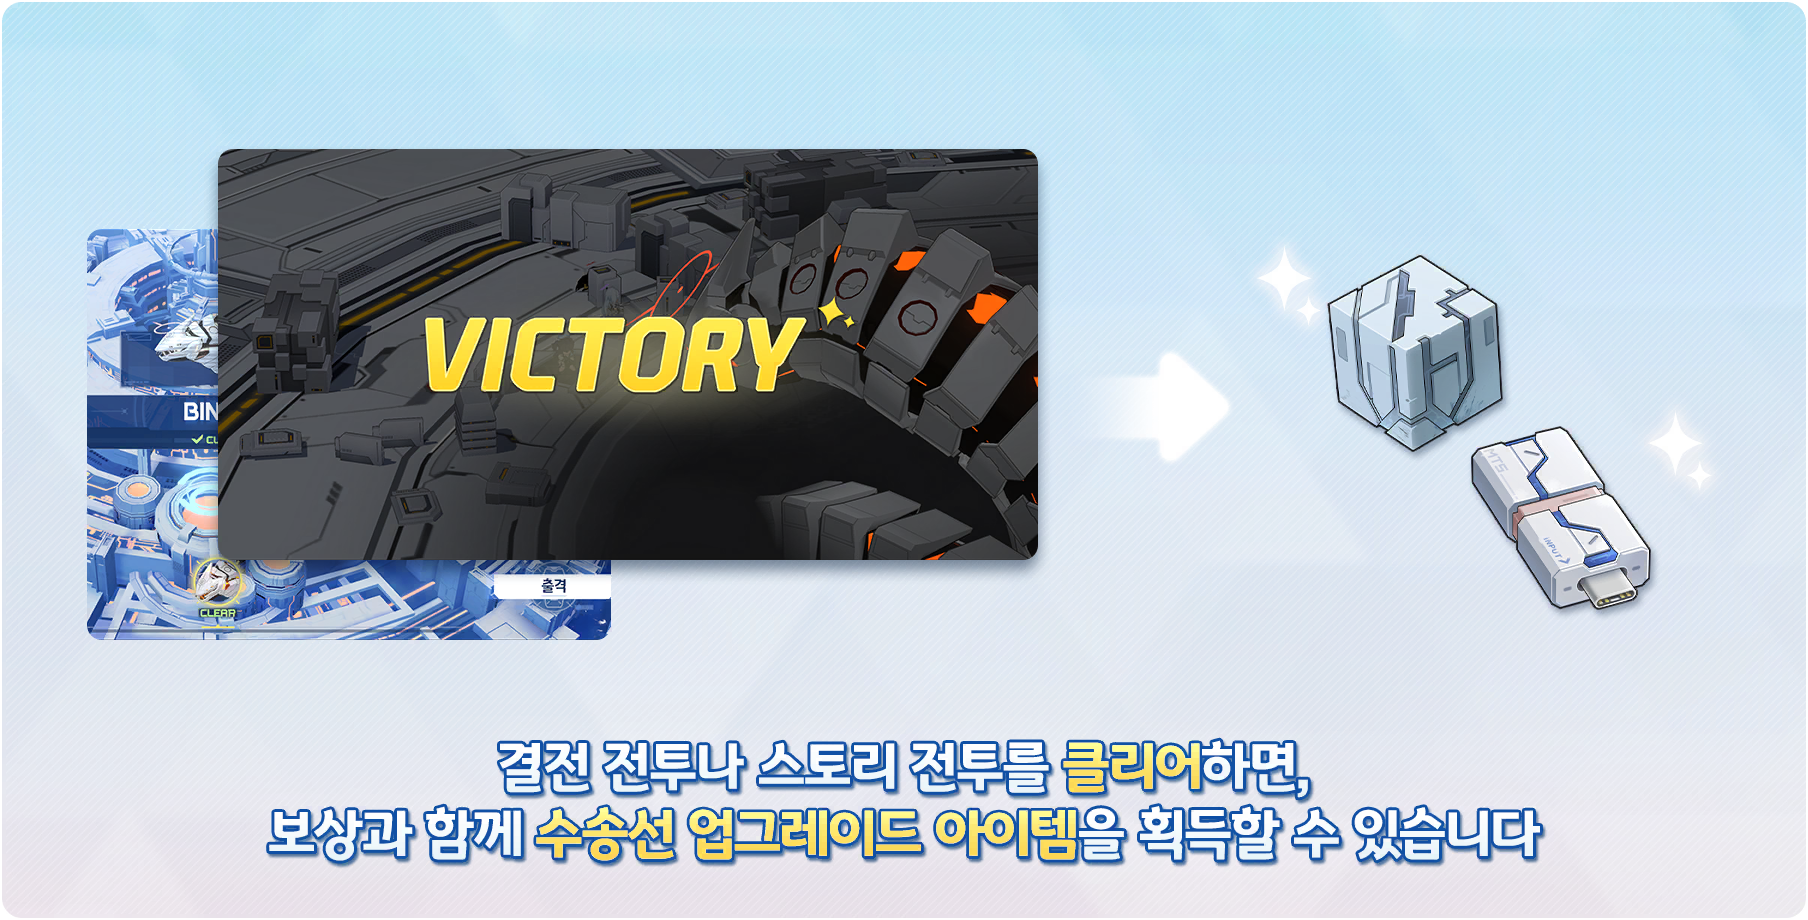 VICTORY
BIN
CLEAR
출격
MTS
INPUT
결전 전투나 스토리 전투를 클리어하면,
보상과 함께 수송선 업그레이드 아이템을 획득할 수 있습니다